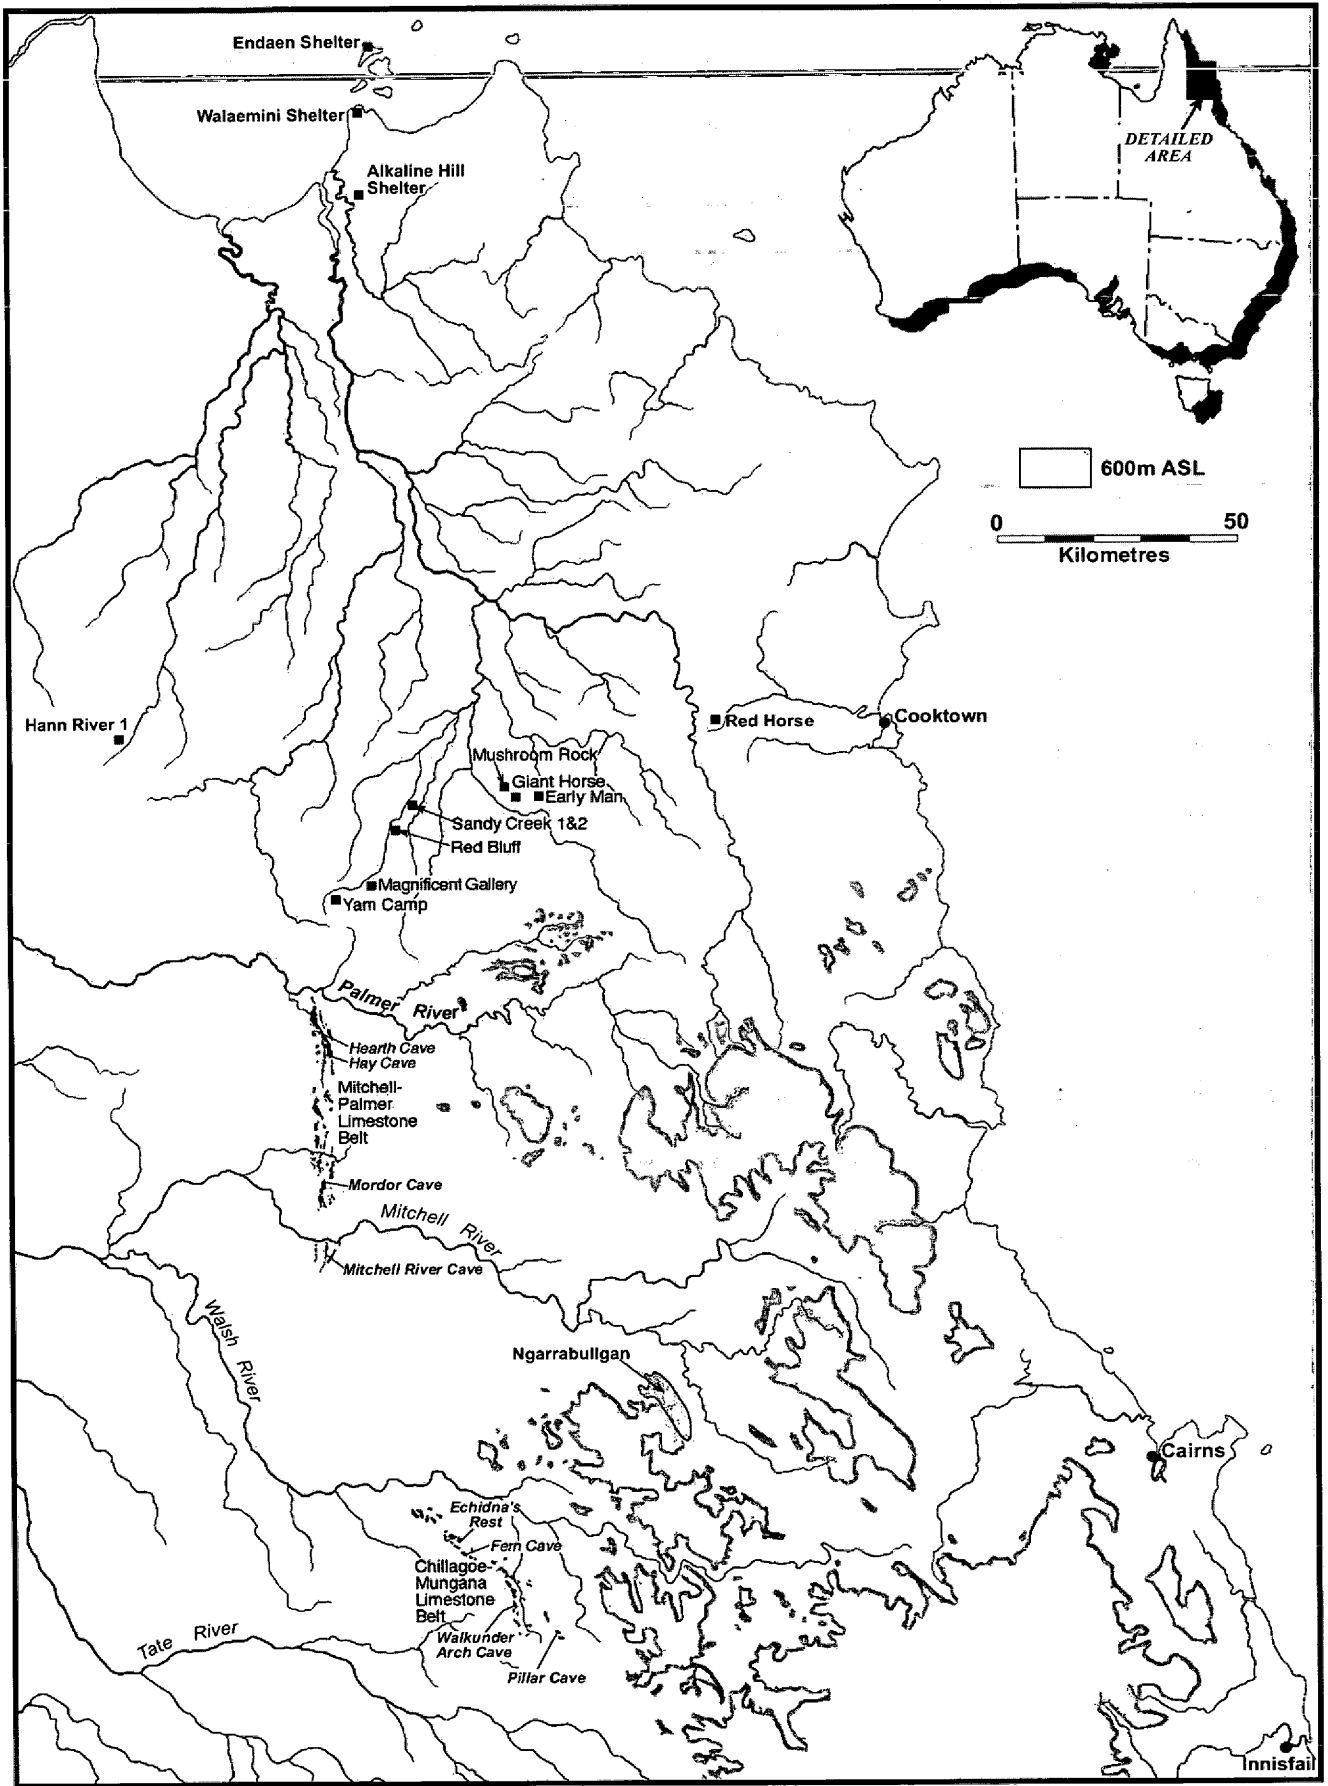 Endaen Shelter
Walaemini Shelter
Alkaline Hill
Shelter
DETAILED
AREA
600m ASL
0 50
Kilometres
Hann River 1
Red Horse
Cooktown
Mushroom Rock
Giant Horse
Early Man
Sandy Creek 1&2
Red Bluff
Magnificent Gallery
Yam Camp
Palmer River
Hearth Cave
Hay Cave
Mitchell-
Palmer
Limestone
Belt
Mordor Cave
Mitchell River
Mitchell River Cave
Walsh River
Ngarrabullgan
Cairns
Echidna's
Rest
Fern Cave
Chillagoe-
Mungana
Limestone
Belt
Walkunder
Arch Cave
Pillar Cave
Tate River
Innisfail